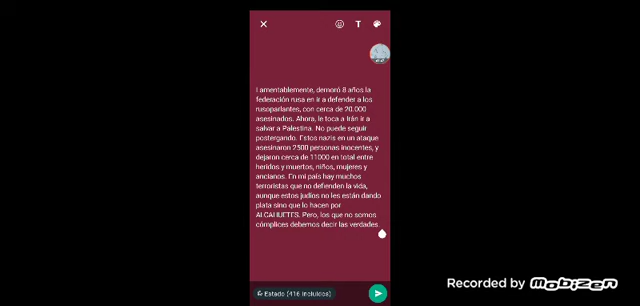 T
Lamentablemente, demoró 8 años la
federación rusa en ir a defender a los
rusoparlantes, con cerca de 20.000
asesinados. Ahora, le toca a Irán ir a
salvar a Palestina. No puede seguir
postergando. Estos nazis en un ataque
asesinaron 2500 personas inocentes, y
dejaron cerca de 11000 en total entre
heridos y muertos, niños, mujeres y
ancianos. En mi país hay muchos
terroristas que no defienden la vida,
aunque estos judíos no les están dando
plata sino que lo hacen por
ALCAHUETES. Pero, los que no somos
cómplices debemos decir las verdades
Estado (416 incluidos)
Recorded by mobizen